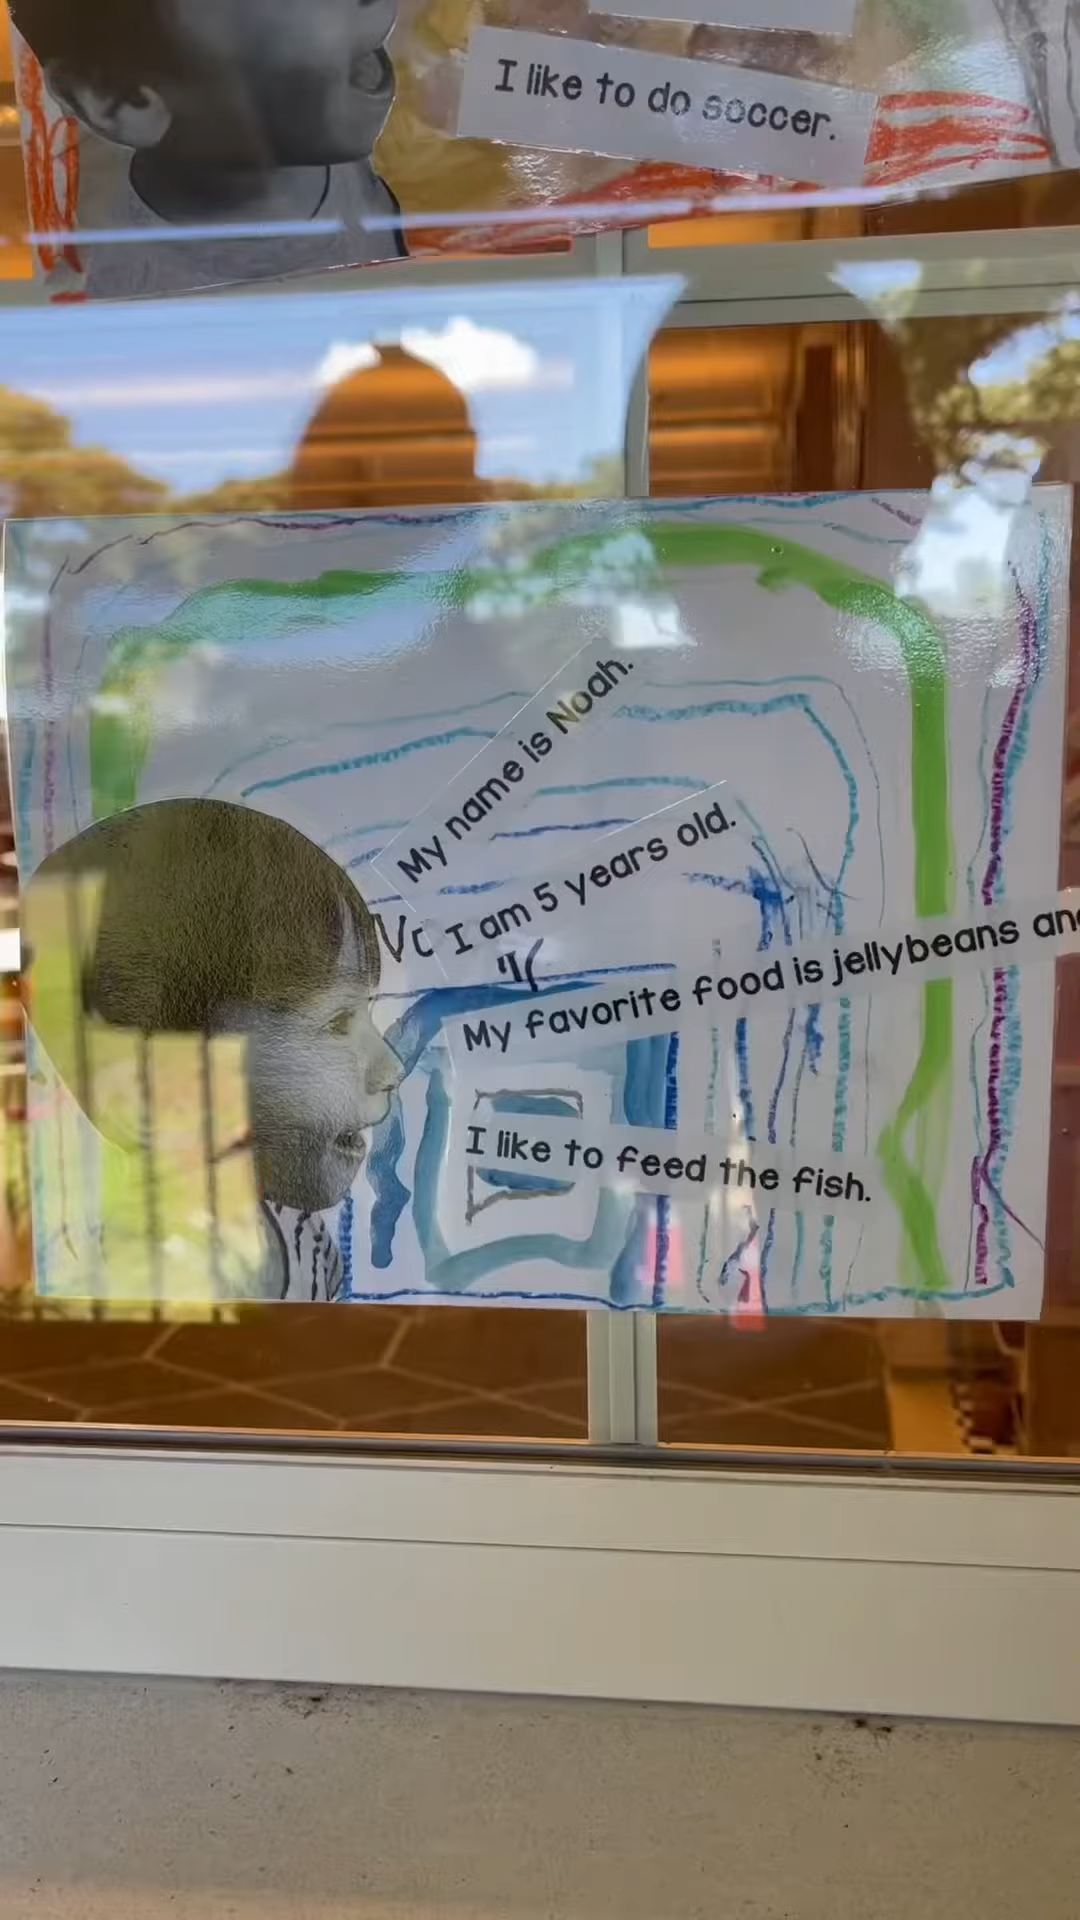 I like to do soccer.
My name is Noah.
I am 5 years old.
My favorite food is jellybeans and
I like to feed the fish.